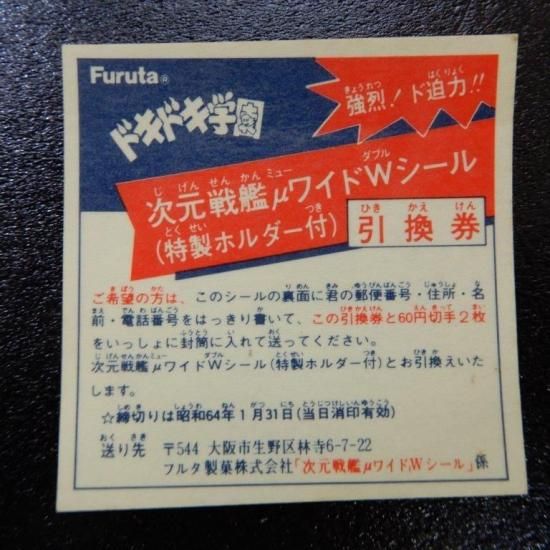 Furuta®
ドキドキ学園
強烈！ド迫力!!
次元戦艦μワイドWシール
(特製ホルダー付)
引換券
ご希望の方は、このシールの裏面に君の郵便番号・住所・名
前・電話番号をはっきり書いて、この引換券と60円切手2枚
をいっしょに封筒に入れて送ってください。
次元戦艦μワイドWシール(特製ホルダー付)とお引換えいた
します。
☆締切りは昭和64年1月31日(当日消印有効)
送り先 〒544 大阪市生野区林寺6-7-22
フルタ製菓株式会社「次元戦艦μワイドWシール」係